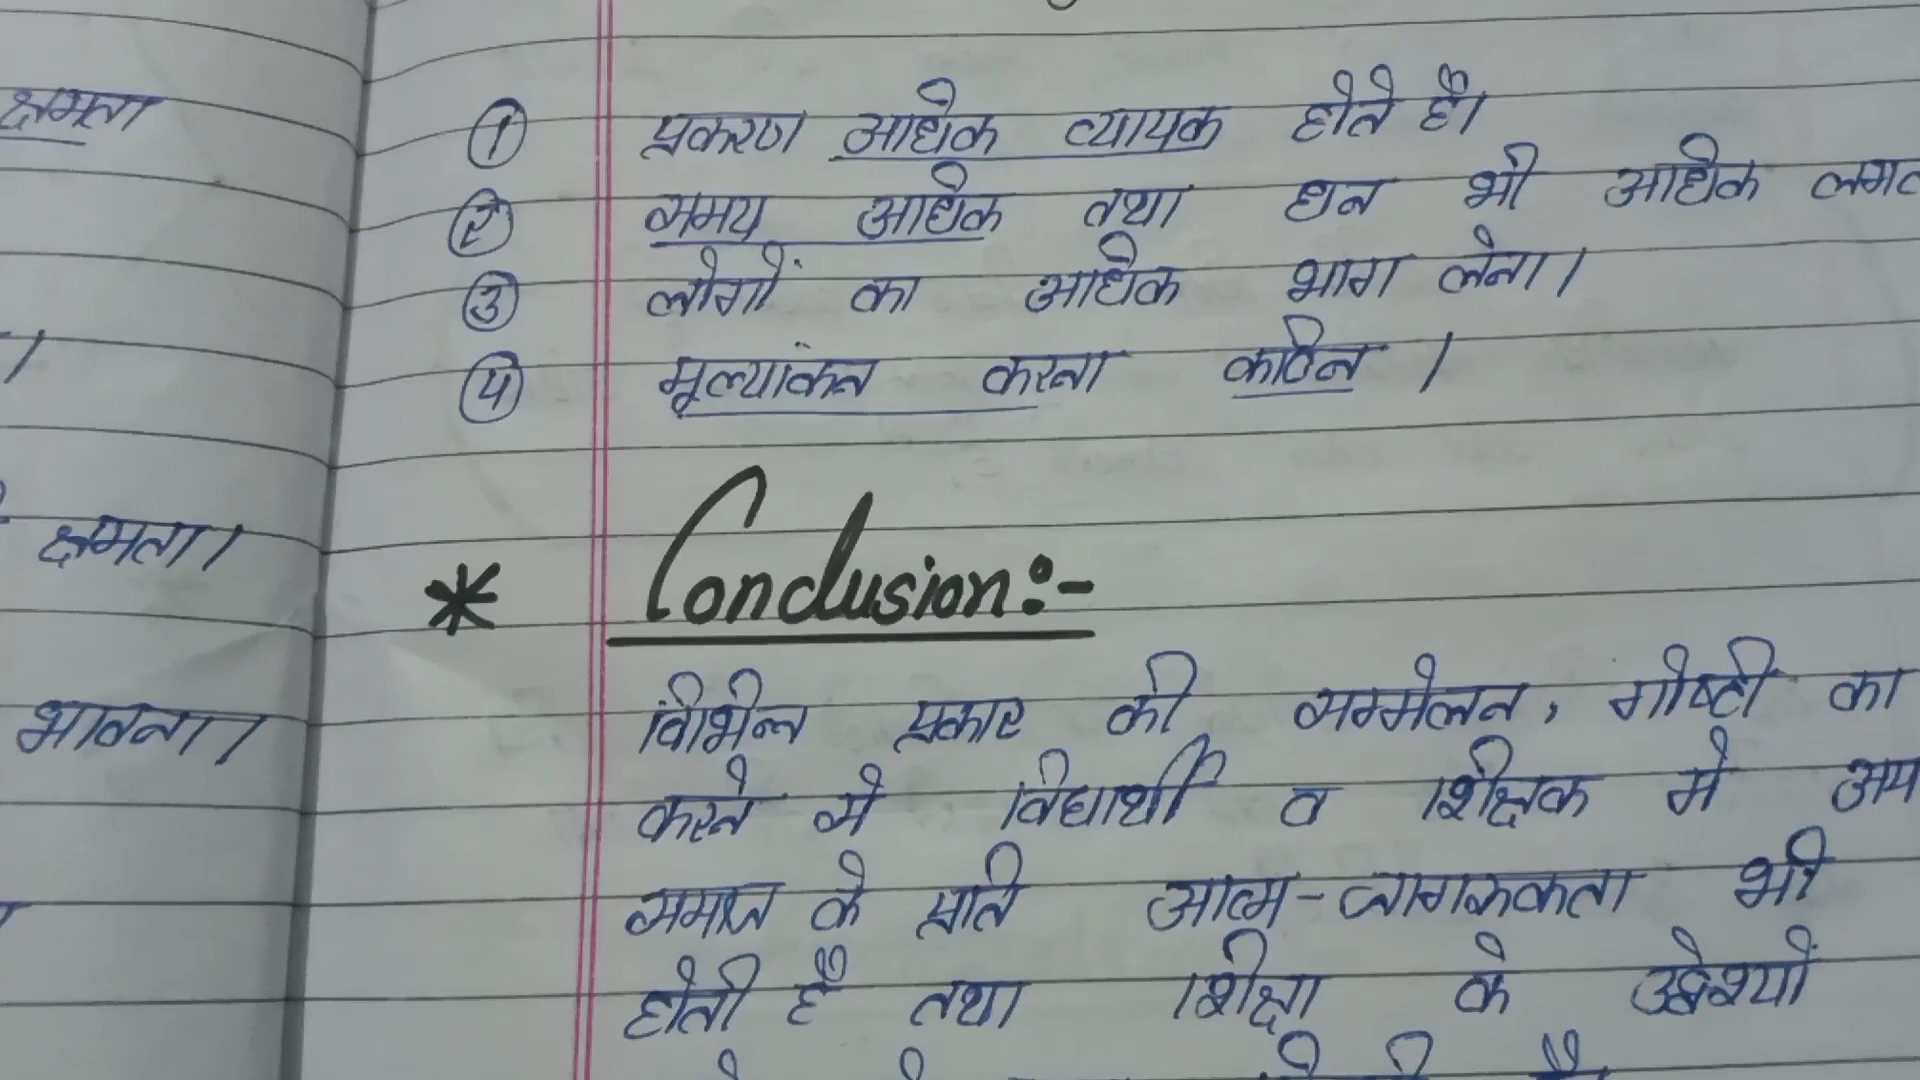 क्षमता
① प्रकरण अधिक व्यापक होते है।
② समय अधिक तथा धन भी अधिक लगत
③ लोगों का अधिक भाग लेना।
④ मूल्यांकन करना कठिन।
क्षमता।
* Conclusion:-
भावना।
विभिन्न प्रकार की सम्मेलन, गोष्टी का
करने से विद्यार्थी व शिक्षक मे अप
समाज के प्रति आत्म-जागरुकता भी
होती है तथा शिक्षा के उद्देश्यों